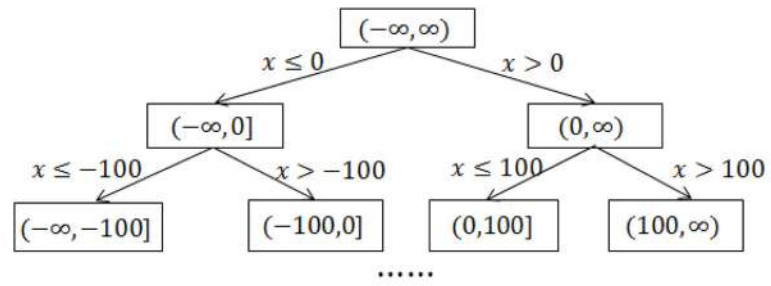 (−∞,∞)
x ≤ 0 x > 0
(−∞,0] (0,∞)
x ≤ −100 x > −100 x ≤ 100 x > 100
(−∞,−100] (−100,0] (0,100] (100,∞)
······